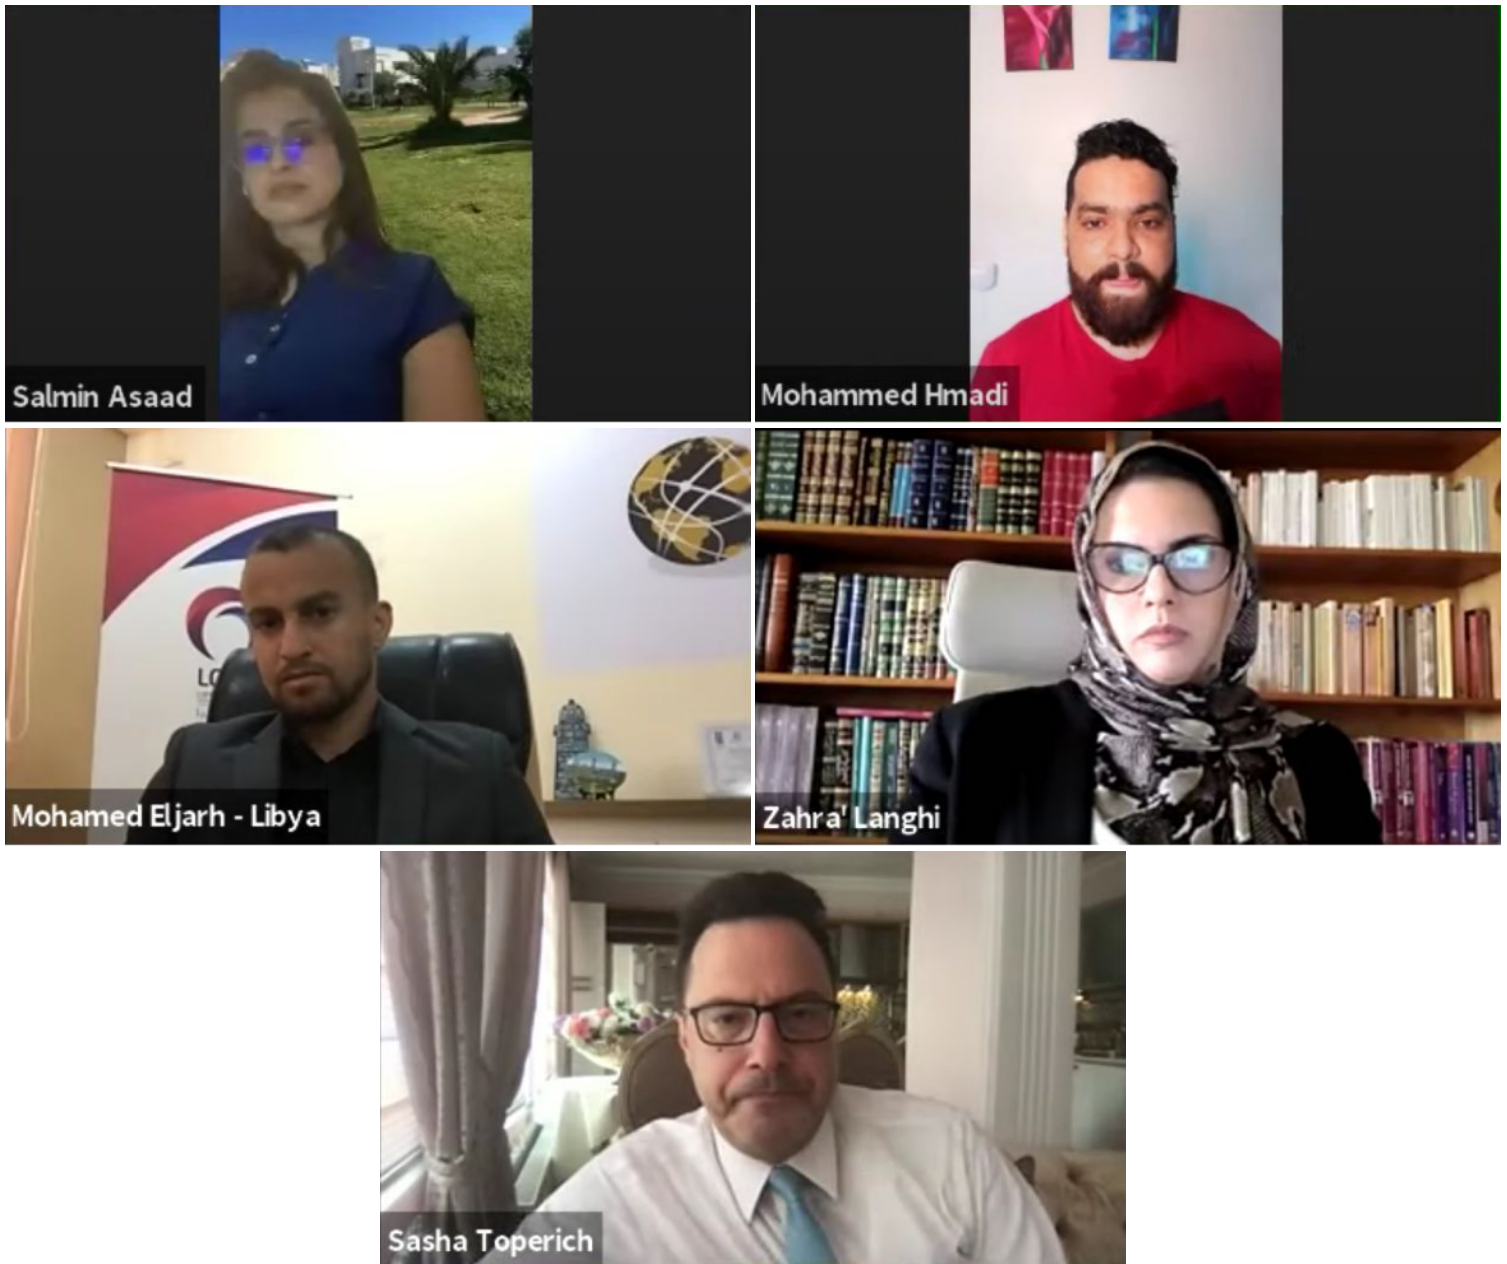 Salmin Asaad
Mohammed Hmadi
Mohamed Eljarh - Libya
Zahra' Langhi
Sasha Toperich